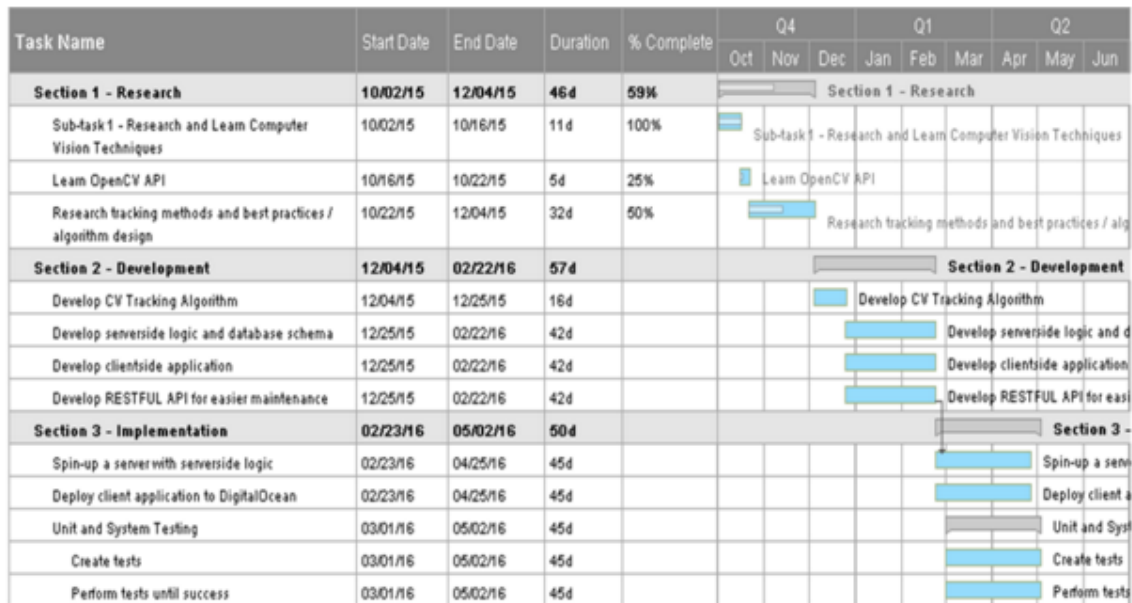 Task Name Start Date End Date Duration % Complete Q4 Q1 Q2
Oct Nov Dec Jan Feb Mar Apr May Jun
Section 1 - Research 10/02/15 12/04/15 46d 59% Section 1 - Research
Sub-task 1 - Research and Learn Computer
Vision Techniques 10/02/15 10/16/15 11d 100% Sub-task 1 - Research and Learn Computer Vision Techniques
Learn OpenCV API 10/16/15 10/22/15 5d 25% Learn OpenCV API
Research tracking methods and best practices /
algorithm design 10/22/15 12/04/15 32d 50% Research tracking methods and best practices / alg
Section 2 - Development 12/04/15 02/22/16 57d Section 2 - Development
Develop CV Tracking Algorithm 12/04/15 12/25/15 16d Develop CV Tracking Algorithm
Develop serverside logic and database schema 12/25/15 02/22/16 42d Develop serverside logic and d
Develop clientside application 12/25/15 02/22/16 42d Develop clientside application
Develop RESTFUL API for easier maintenance 12/25/15 02/22/16 42d Develop RESTFUL API for easi
Section 3 - Implementation 02/23/16 05/02/16 50d Section 3 -
Spin-up a server with serverside logic 02/23/16 04/25/16 45d Spin-up a serv
Deploy client application to DigitalOcean 02/23/16 04/25/16 45d Deploy client a
Unit and System Testing 03/01/16 05/02/16 45d Unit and Syst
Create tests 03/01/16 05/02/16 45d Create tests
Perform tests until success 03/01/16 05/02/16 45d Perform tests